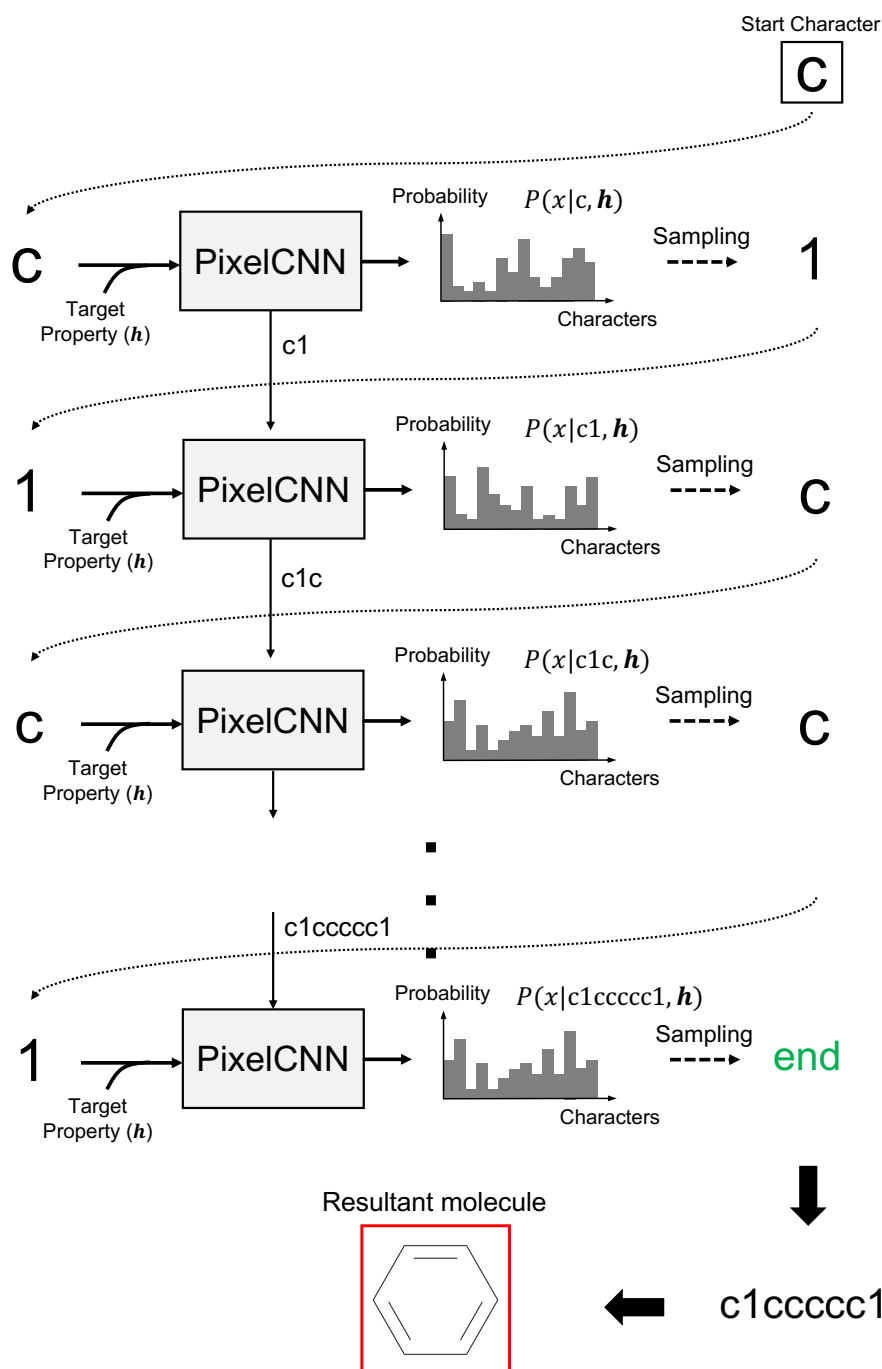 Start Character
c
Probability
P(x|c, h)
c
PixelCNN
Sampling
1
Target
Property (h)
Characters
c1
Probability
P(x|c1, h)
1
PixelCNN
Sampling
c
Target
Property (h)
Characters
c1c
Probability
P(x|c1c, h)
c
PixelCNN
Sampling
c
Target
Property (h)
Characters
c1ccccc1
Probability
P(x|c1ccccc1, h)
1
PixelCNN
Sampling
end
Target
Property (h)
Characters
Resultant molecule
c1ccccc1